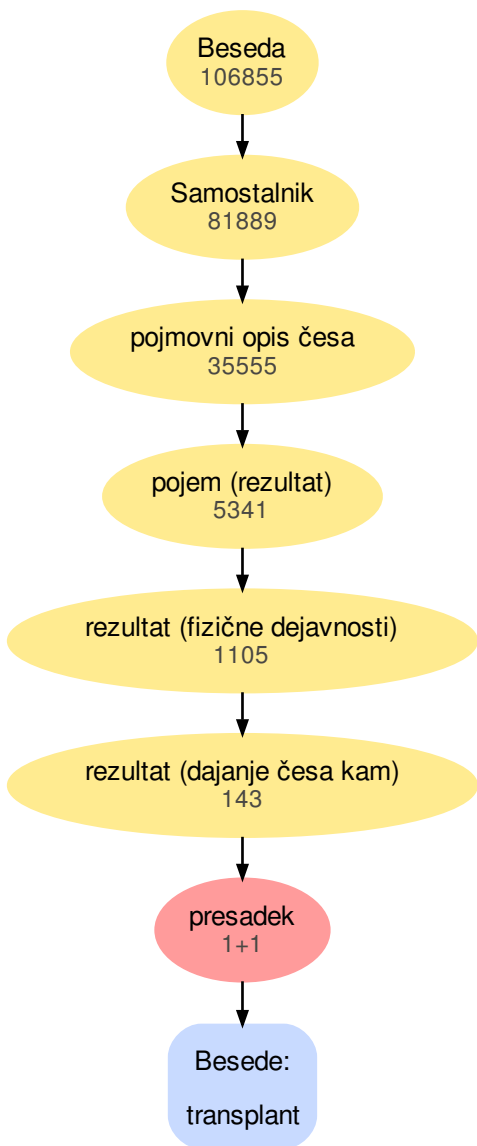 Beseda
106855
Samostalnik
81889
pojmovni opis česa
35555
pojem (rezultat)
5341
rezultat (fizične dejavnosti)
1105
rezultat (dajanje česa kam)
143
presadek
1+1
Besede:
transplant